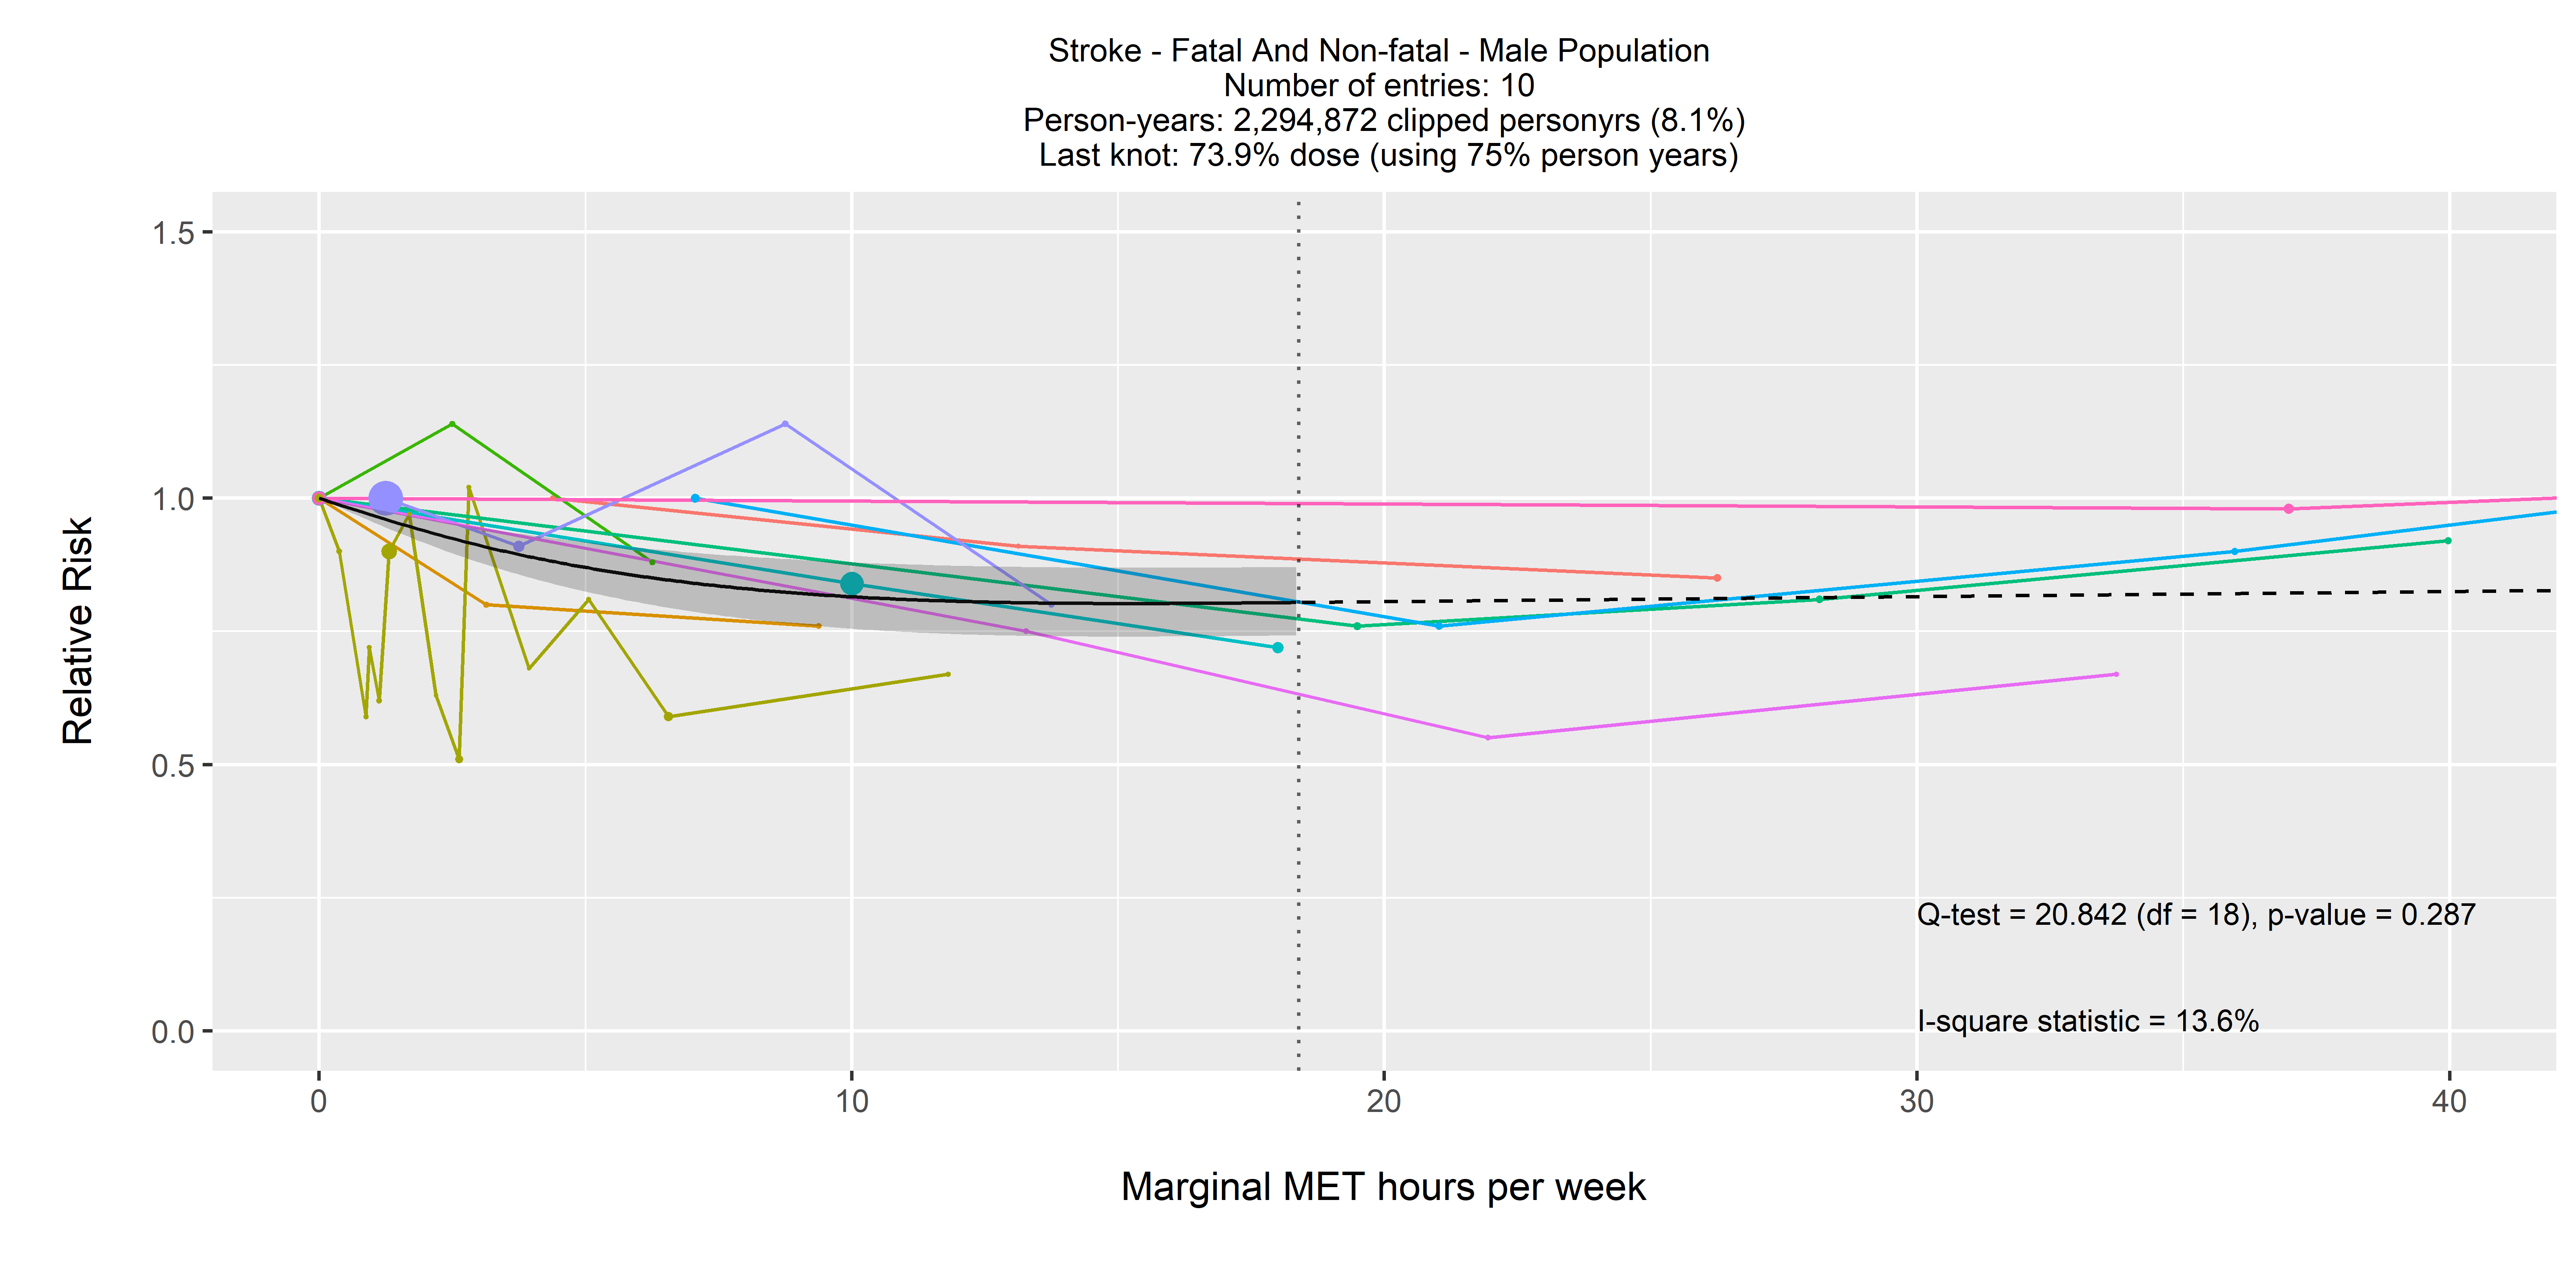 Stroke - Fatal And Non-fatal - Male Population
Number of entries: 10
Person-years: 2,294,872 clipped personyrs (8.1%)
Last knot: 73.9% dose (using 75% person years)
1.5
1.0
0.5
0.0
Relative Risk
Q-test = 20.842 (df = 18), p-value = 0.287
I-square statistic = 13.6%
0 10 20 30 40
Marginal MET hours per week